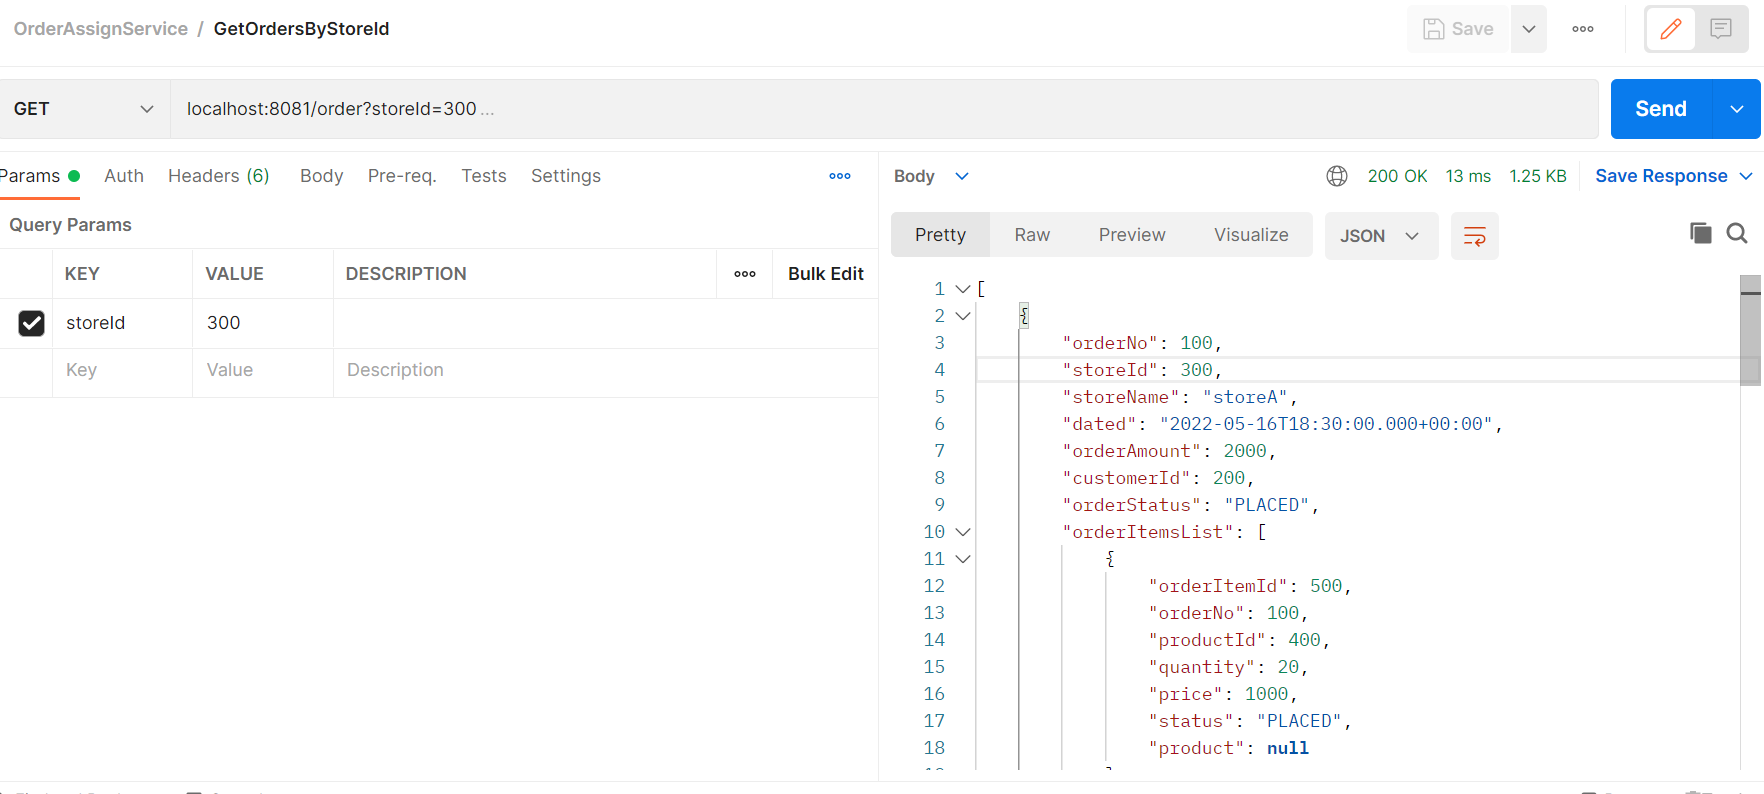 OrderAssignService / GetOrdersByStoreId
Save
GET
localhost:8081/order?storeId=300 ...
Send
Params Auth Headers (6) Body Pre-req. Tests Settings
Query Params
KEY VALUE DESCRIPTION Bulk Edit
storeId 300
Key Value Description
Body
200 OK 13 ms 1.25 KB Save Response
Pretty Raw Preview Visualize JSON
1 [
2 {
3 "orderNo": 100,
4 "storeId": 300,
5 "storeName": "storeA",
6 "dated": "2022-05-16T18:30:00.000+00:00",
7 "orderAmount": 2000,
8 "customerId": 200,
9 "orderStatus": "PLACED",
10 "orderItemsList": [
11 {
12 "orderItemId": 500,
13 "orderNo": 100,
14 "productId": 400,
15 "quantity": 20,
16 "price": 1000,
17 "status": "PLACED",
18 "product": null